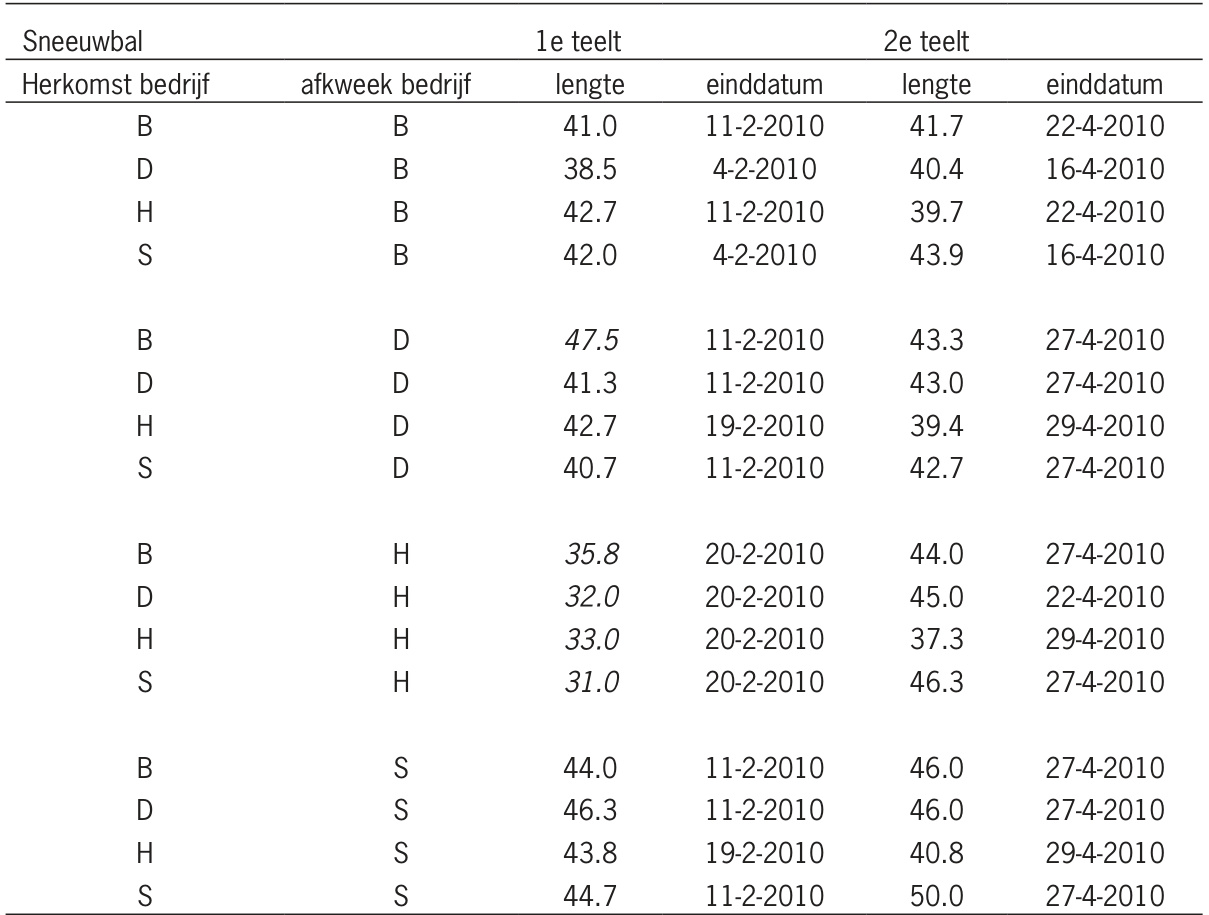 Sneeuwbal 1e teelt 2e teelt
Herkomst bedrijf afkweek bedrijf lengte einddatum lengte einddatum
B B 41.0 11-2-2010 41.7 22-4-2010
D B 38.5 4-2-2010 40.4 16-4-2010
H B 42.7 11-2-2010 39.7 22-4-2010
S B 42.0 4-2-2010 43.9 16-4-2010
B D 47.5 11-2-2010 43.3 27-4-2010
D D 41.3 11-2-2010 43.0 27-4-2010
H D 42.7 19-2-2010 39.4 29-4-2010
S D 40.7 11-2-2010 42.7 27-4-2010
B H 35.8 20-2-2010 44.0 27-4-2010
D H 32.0 20-2-2010 45.0 22-4-2010
H H 33.0 20-2-2010 37.3 29-4-2010
S H 31.0 20-2-2010 46.3 27-4-2010
B S 44.0 11-2-2010 46.0 27-4-2010
D S 46.3 11-2-2010 46.0 27-4-2010
H S 43.8 19-2-2010 40.8 29-4-2010
S S 44.7 11-2-2010 50.0 27-4-2010